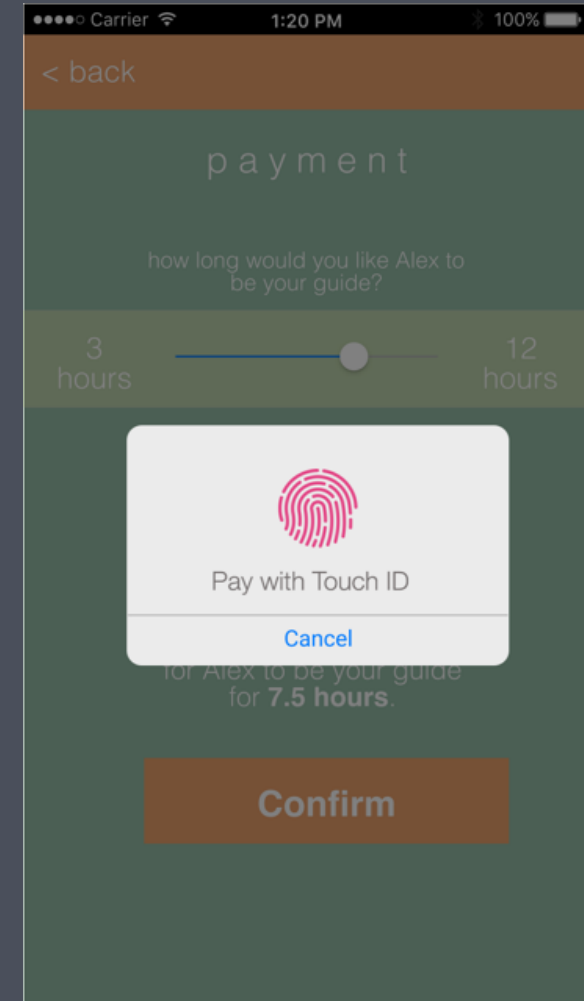 Carrier 1:20 PM 100%
< back
payment
how long would you like Alex to
be your guide?
3
hours
12
hours
Pay with Touch ID
Cancel
for Alex to be your guide
for 7.5 hours.
Confirm